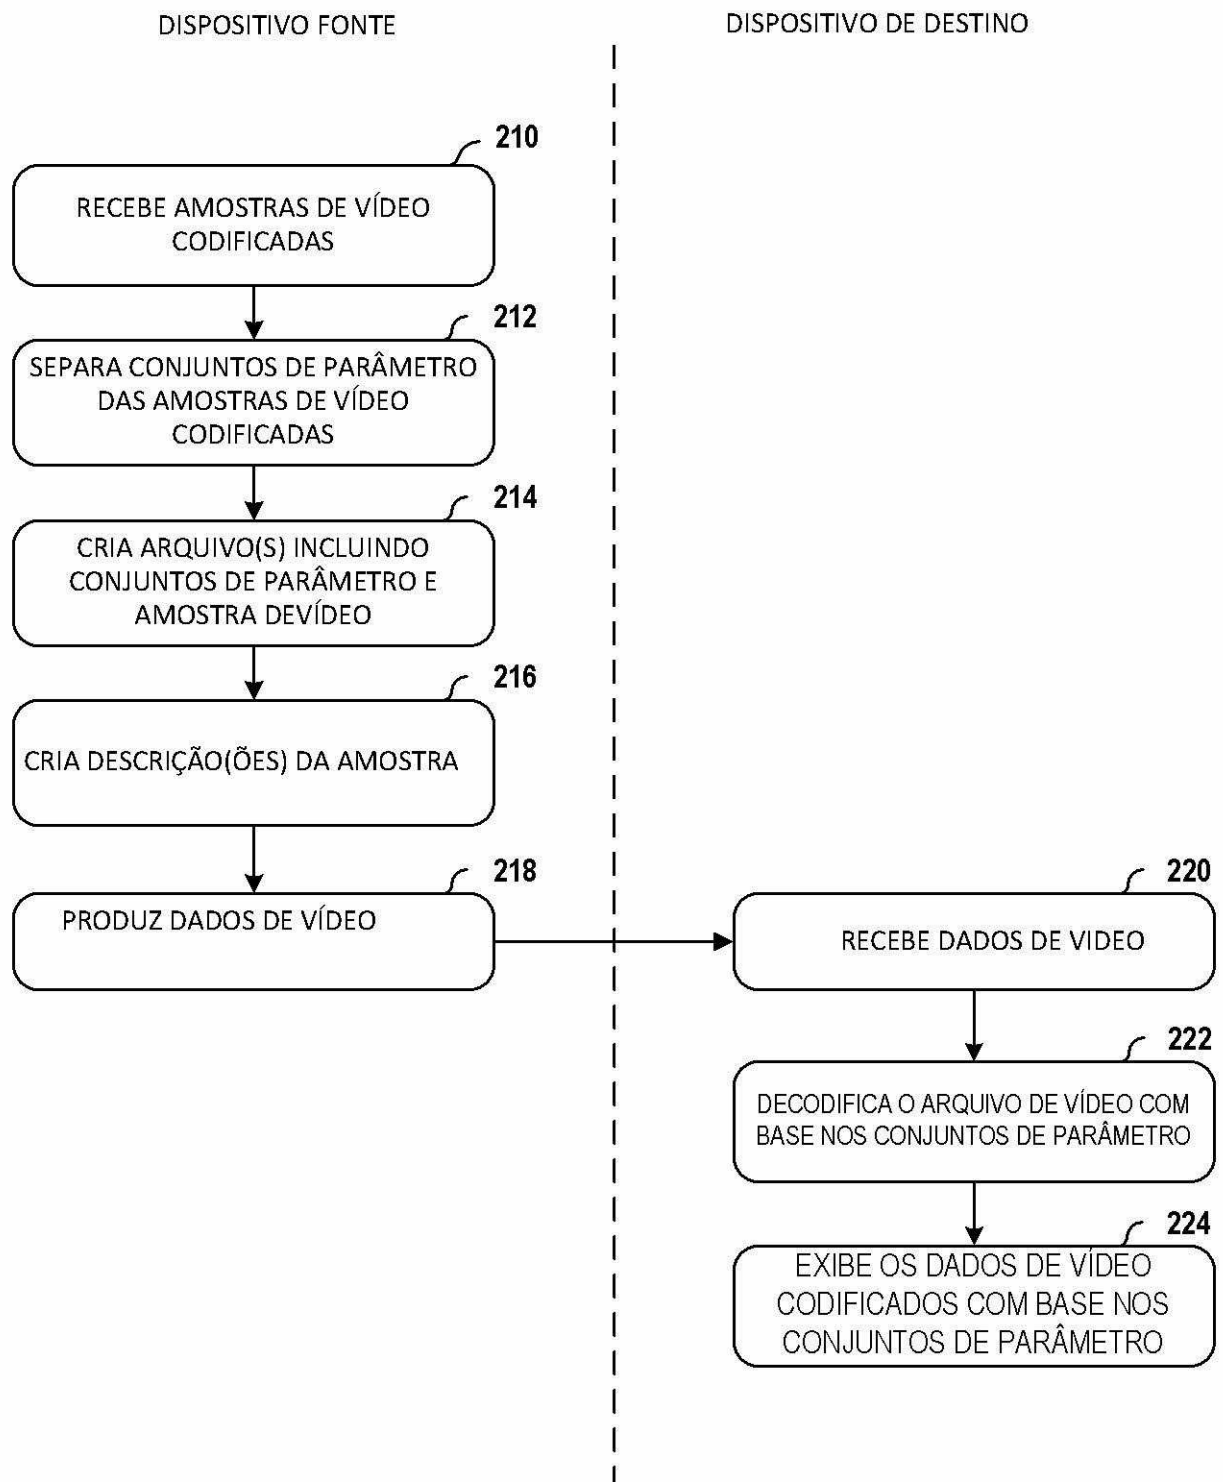 DISPOSITIVO FONTE
DISPOSITIVO DE DESTINO
210
RECEBE AMOSTRAS DE VÍDEO
CODIFICADAS
212
SEPARA CONJUNTOS DE PARÂMETRO
DAS AMOSTRAS DE VÍDEO
CODIFICADAS
214
CRIA ARQUIVO(S) INCLUINDO
CONJUNTOS DE PARÂMETRO E
AMOSTRA DEVÍDEO
216
CRIA DESCRIÇÃO(ÕES) DA AMOSTRA
218
PRODUZ DADOS DE VÍDEO
220
RECEBE DADOS DE VIDEO
222
DECODIFICA O ARQUIVO DE VÍDEO COM
BASE NOS CONJUNTOS DE PARÂMETRO
224
EXIBE OS DADOS DE VÍDEO
CODIFICADOS COM BASE NOS
CONJUNTOS DE PARÂMETRO